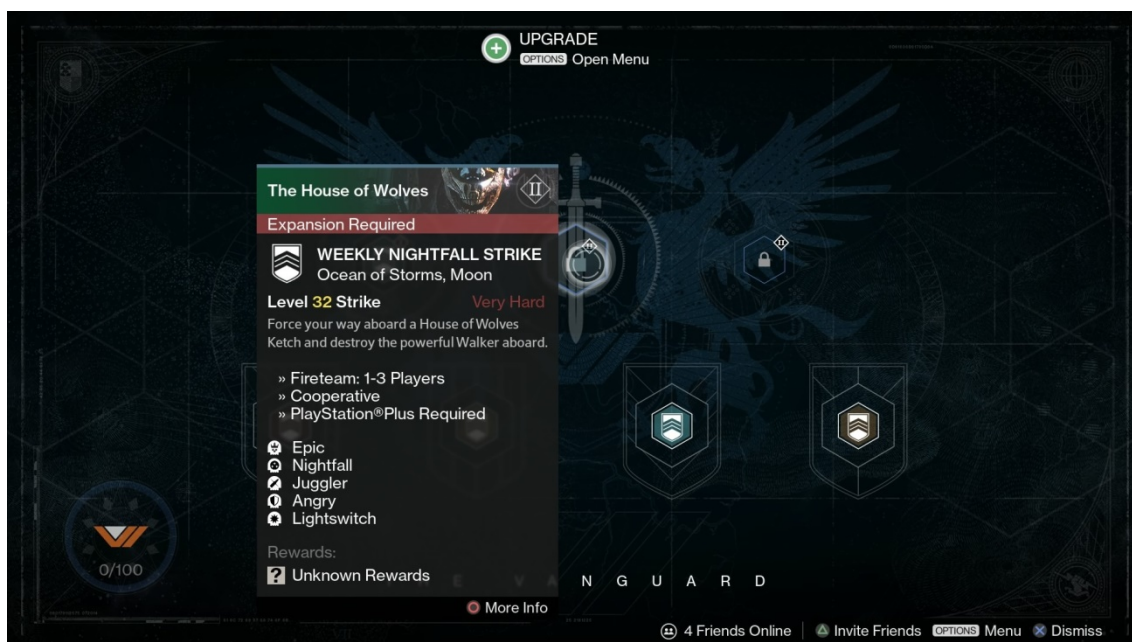 UPGRADE
OPTIONS Open Menu
The House of Wolves
II
Expansion Required
WEEKLY NIGHTFALL STRIKE
Ocean of Storms, Moon
Level 32 Strike Very Hard
Force your way aboard a House of Wolves
Ketch and destroy the powerful Walker aboard.
» Fireteam: 1-3 Players
» Cooperative
» PlayStation®Plus Required
Epic
Nightfall
Juggler
Angry
Lightswitch
Rewards:
? Unknown Rewards
More Info
II
0/100
E VANGUARD
4 Friends Online
Invite Friends OPTIONS Menu Dismiss